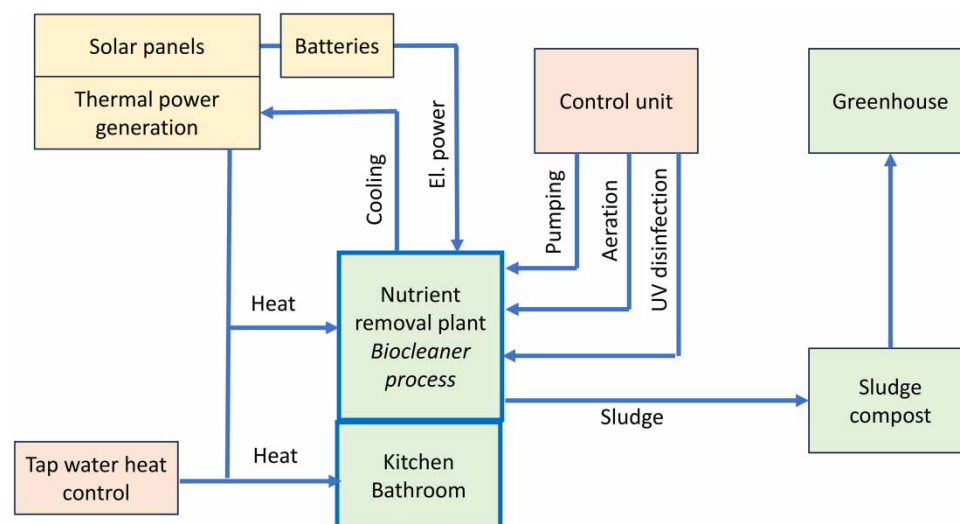 Solar panels
Batteries
Thermal power
generation
Control unit
Greenhouse
Cooling
El. power
Pumping
Aeration
UV disinfection
Heat
Nutrient
removal plant
Biocleaner
process
Sludge
Sludge
compost
Tap water heat
control
Heat
Kitchen
Bathroom